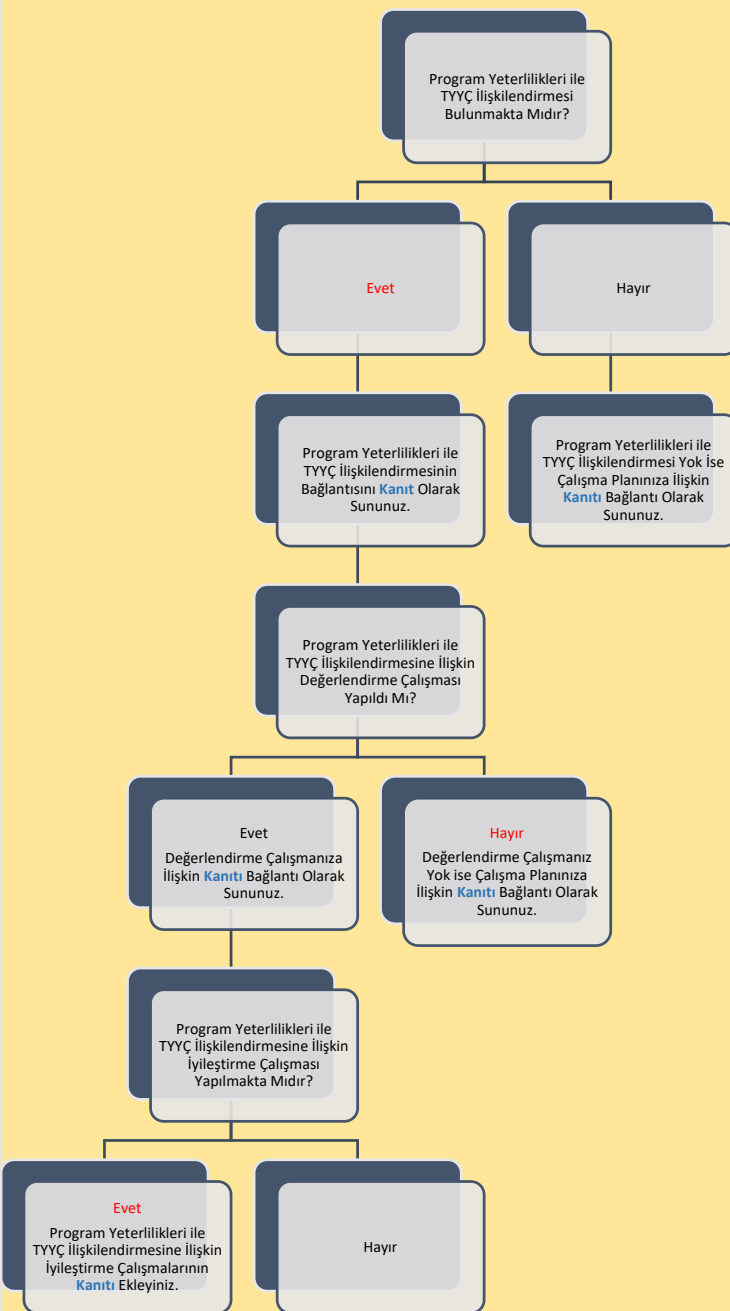 Program Yeterlilikleri ile
TYYÇ İlişkilendirmesi
Bulunmakta Mıdır?
Evet
Hayır
Program Yeterlilikleri ile
TYYÇ İlişkilendirmesinin
Bağlantısını Kanıt Olarak
Sununuz.
Program Yeterlilikleri ile
TYYÇ İlişkilendirmesi Yok İse
Çalışma Planınıza İlişkin
Kanıtı Bağlantı Olarak
Sununuz.
Program Yeterlilikleri ile
TYYÇ İlişkilendirmesine İlişkin
Değerlendirme Çalışması
Yapıldı Mı?
Evet
Değerlendirme Çalışmanıza
İlişkin Kanıtı Bağlantı Olarak
Sununuz.
Hayır
Değerlendirme Çalışmanız
Yok ise Çalışma Planınıza
İlişkin Kanıtı Bağlantı Olarak
Sununuz.
Program Yeterlilikleri ile
TYYÇ İlişkilendirmesine İlişkin
İyileştirme Çalışması
Yapılmakta Mıdır?
Evet
Program Yeterlilikleri ile
TYYÇ İlişkilendirmesine İlişkin
İyileştirme Çalışmalarının
Kanıtı Ekleyiniz.
Hayır